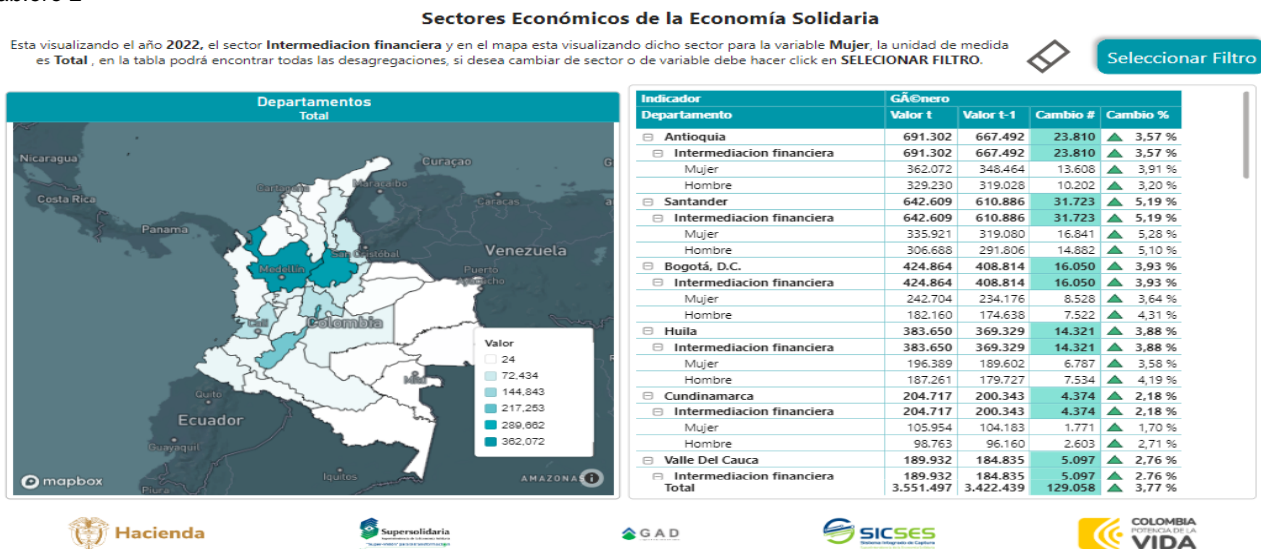 Sectores Económicos de la Economía Solidaria
Esta visualizando el año 2022, el sector Intermediacion financiera y en el mapa esta visualizando dicho sector para la variable Mujer, la unidad de medida
es Total , en la tabla podrá encontrar todas las desagregaciones, si desea cambiar de sector o de variable debe hacer click en SELECIONAR FILTRO.
Seleccionar Filtro
Departamentos
Total
Nicaragua
Costa Rica
Panama
Cartagena
Maracaibo
Curaçao
Caracas
San Cristóbal
Venezuela
Puerto
Ayacucho
Medellín
Cali
Colombia
Mitú
Quito
Ecuador
Guayaquil
Piura
Iquitos
AMAZONAS
mapbox
Valor
24
72,434
144,843
217,253
289,662
362,072
Indicador GÃ©nero
Departamento Valor t Valor t-1 Cambio # Cambio %
Antioquia 691.302 667.492 23.810 3,57 %
Intermediacion financiera 691.302 667.492 23.810 3,57 %
Mujer 362.072 348.464 13.608 3,91 %
Hombre 329.230 319.028 10.202 3,20 %
Santander 642.609 610.886 31.723 5,19 %
Intermediacion financiera 642.609 610.886 31.723 5,19 %
Mujer 335.921 319.080 16.841 5,28 %
Hombre 306.688 291.806 14.882 5,10 %
Bogotá, D.C. 424.864 408.814 16.050 3,93 %
Intermediacion financiera 424.864 408.814 16.050 3,93 %
Mujer 242.704 234.176 8.528 3,64 %
Hombre 182.160 174.638 7.522 4,31 %
Huila 383.650 369.329 14.321 3,88 %
Intermediacion financiera 383.650 369.329 14.321 3,88 %
Mujer 196.389 189.602 6.787 3,58 %
Hombre 187.261 179.727 7.534 4,19 %
Cundinamarca 204.717 200.343 4.374 2,18 %
Intermediacion financiera 204.717 200.343 4.374 2,18 %
Mujer 105.954 104.183 1.771 1,70 %
Hombre 98.763 96.160 2.603 2,71 %
Valle Del Cauca 189.932 184.835 5.097 2,76 %
Intermediacion financiera 189.932 184.835 5.097 2.76 %
Total 3.551.497 3.422.439 129.058 3,77 %
Hacienda
Supersolidaria
GAD
SICSES
COLOMBIA
POTENCIA DE LA
VIDA